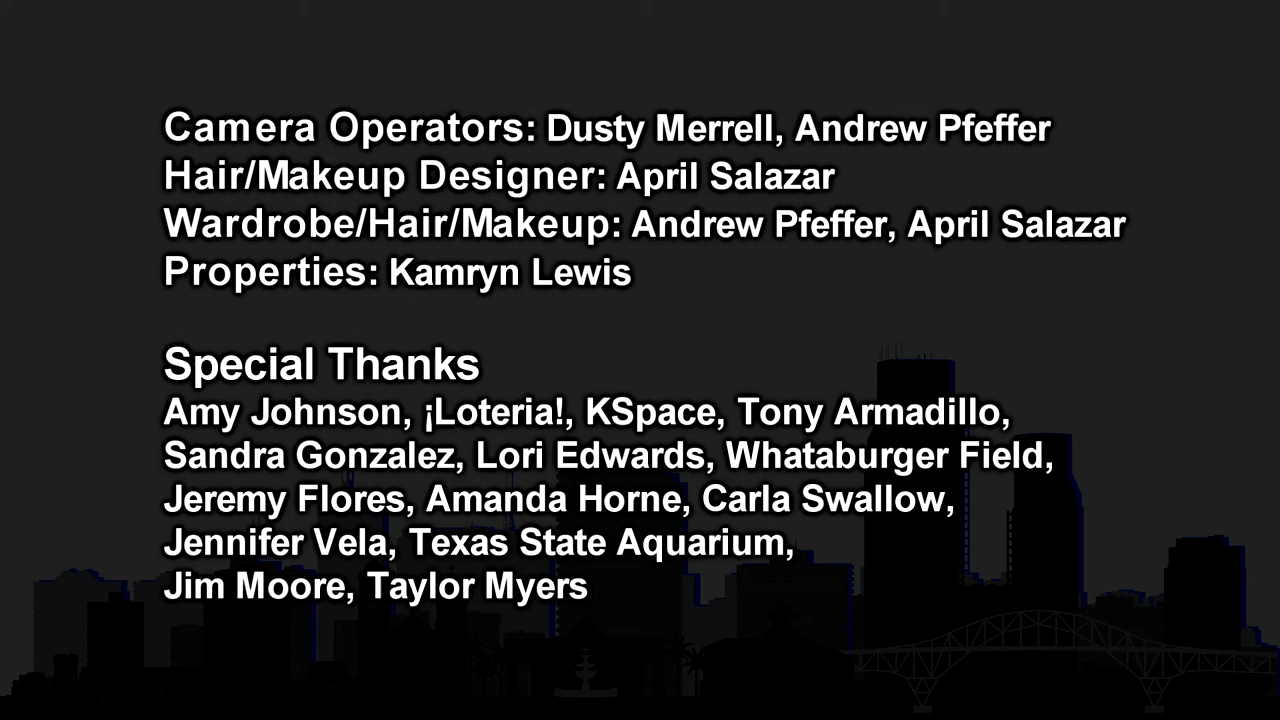 Camera Operators: Dusty Merrell, Andrew Pfeffer
Hair/Makeup Designer: April Salazar
Wardrobe/Hair/Makeup: Andrew Pfeffer, April Salazar
Properties: Kamryn Lewis
Special Thanks
Amy Johnson, ¡Loteria!, KSpace, Tony Armadillo,
Sandra Gonzalez, Lori Edwards, Whataburger Field,
Jeremy Flores, Amanda Horne, Carla Swallow,
Jennifer Vela, Texas State Aquarium,
Jim Moore, Taylor Myers